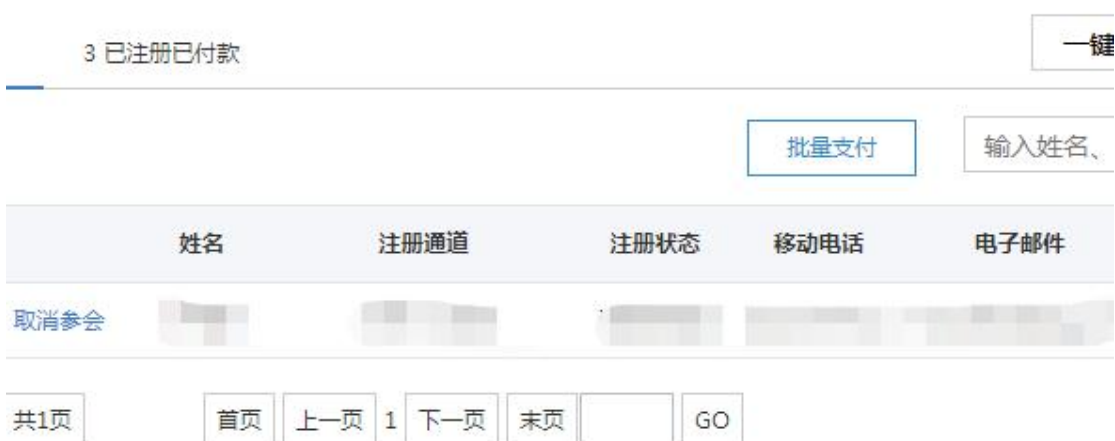 3 已注册已付款
一键
批量支付
输入姓名、
姓名 注册通道 注册状态 移动电话 电子邮件
取消参会
共1页 首页 上一页 1 下一页 末页 GO